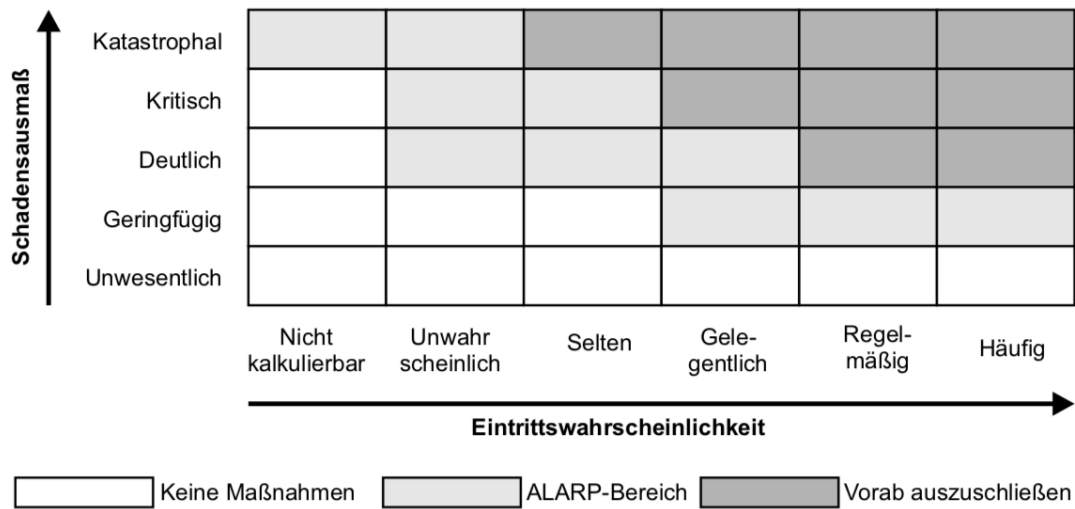 Schadensausmaß
Katastrophal
Kritisch
Deutlich
Geringfügig
Unwesentlich
Nicht
kalkulierbar
Unwahr
scheinlich
Selten
Gele-
gentlich
Regel-
mäßig
Häufig
Eintrittswahrscheinlichkeit
Keine Maßnahmen
ALARP-Bereich
Vorab auszuschließen